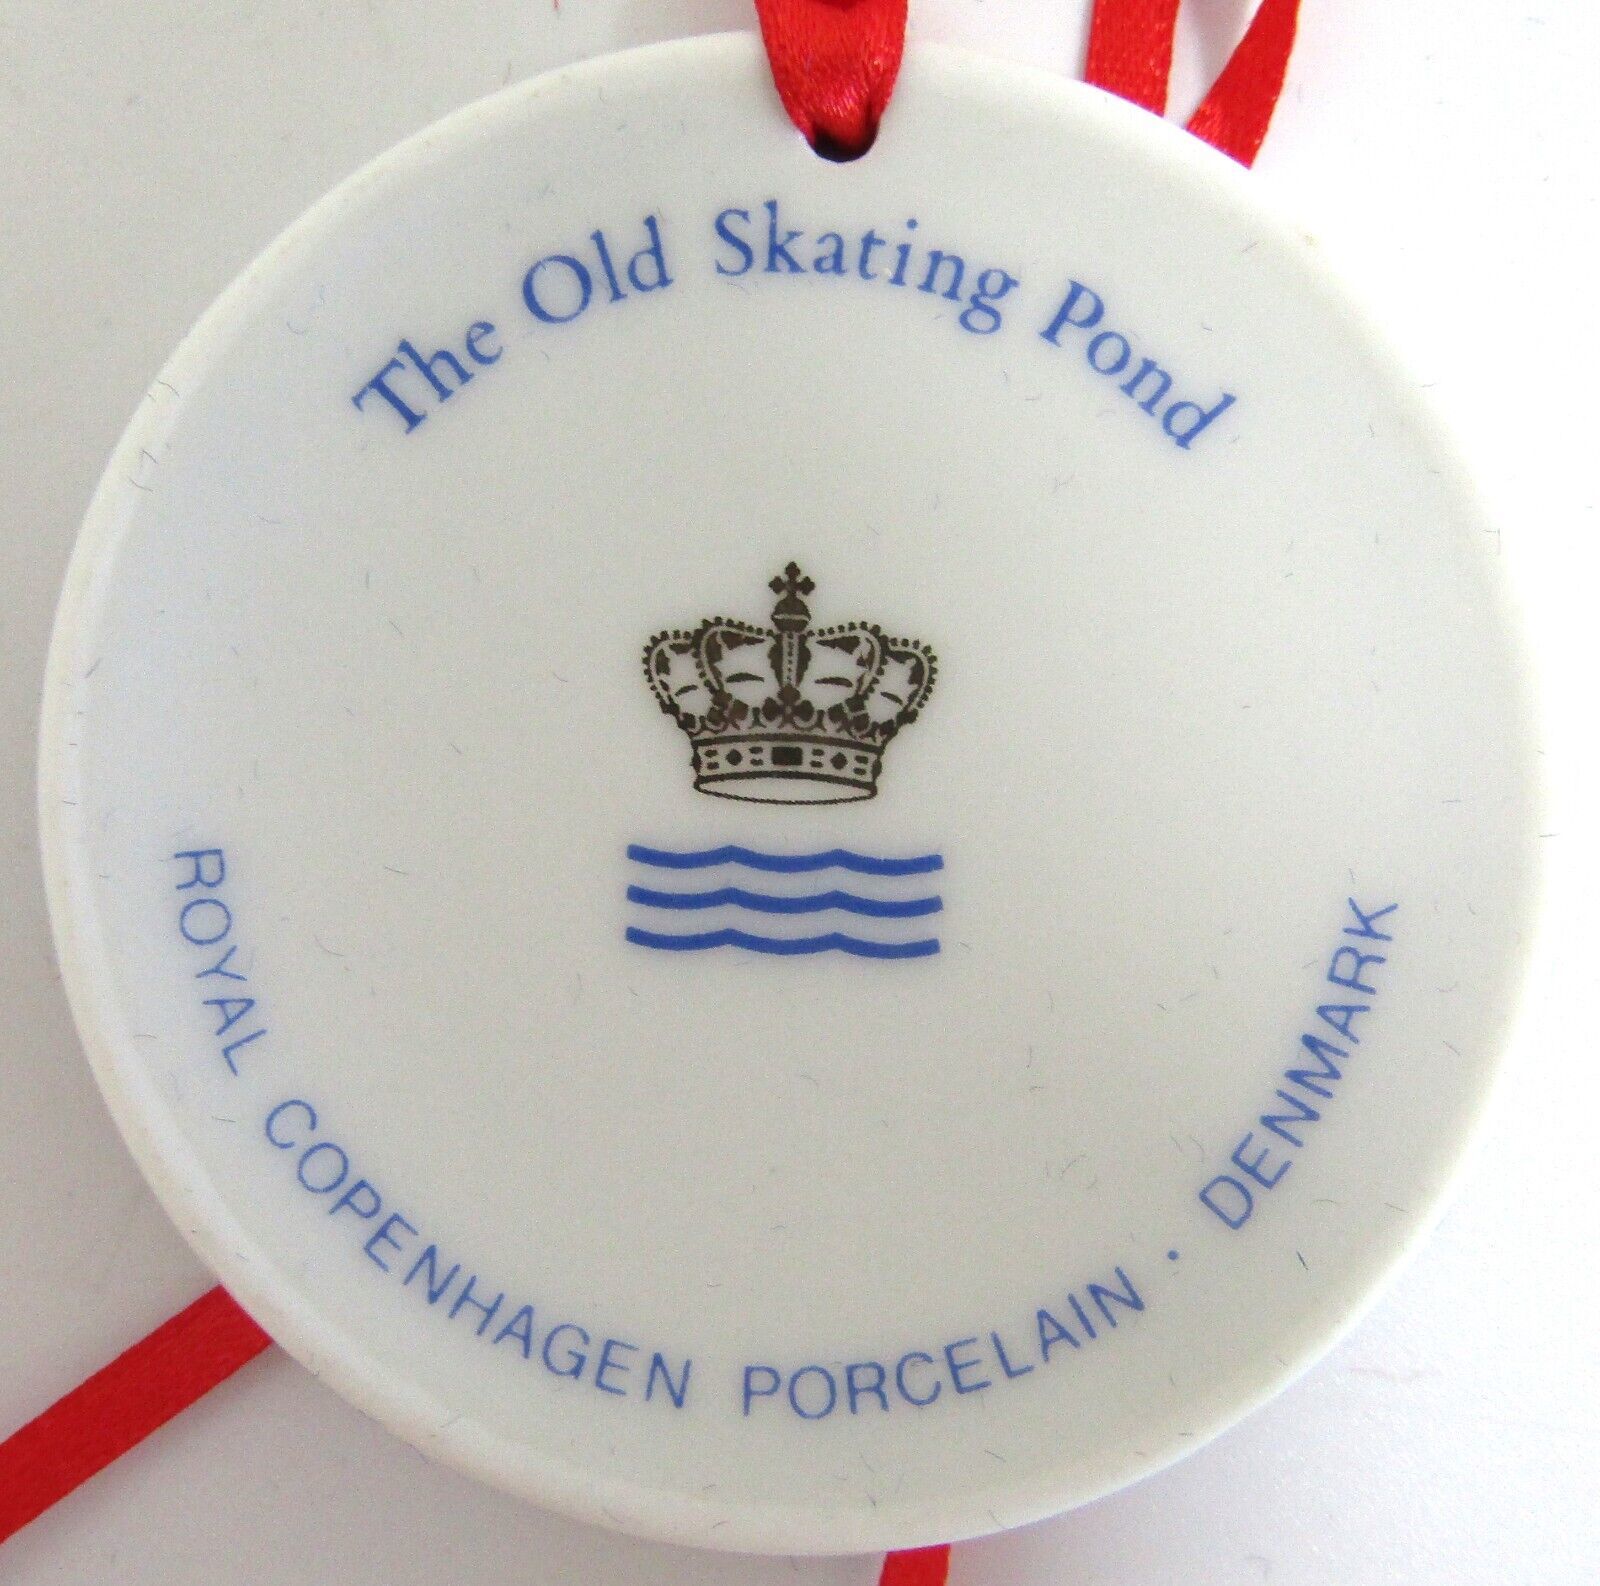 The Old Skating Pond
ROYAL COPENHAGEN PORCELAIN · DENMARK